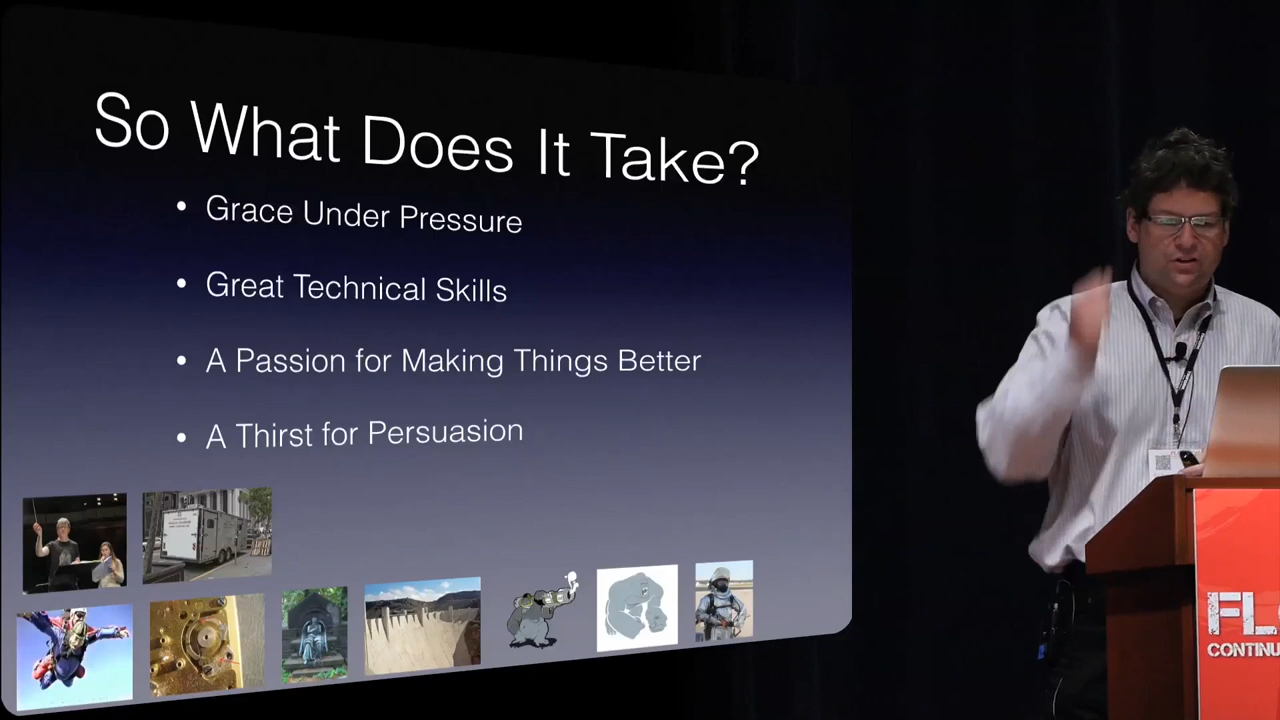 So What Does It Take?
• Grace Under Pressure
• Great Technical Skills
• A Passion for Making Things Better
• A Thirst for Persuasion
FL
CONTINU